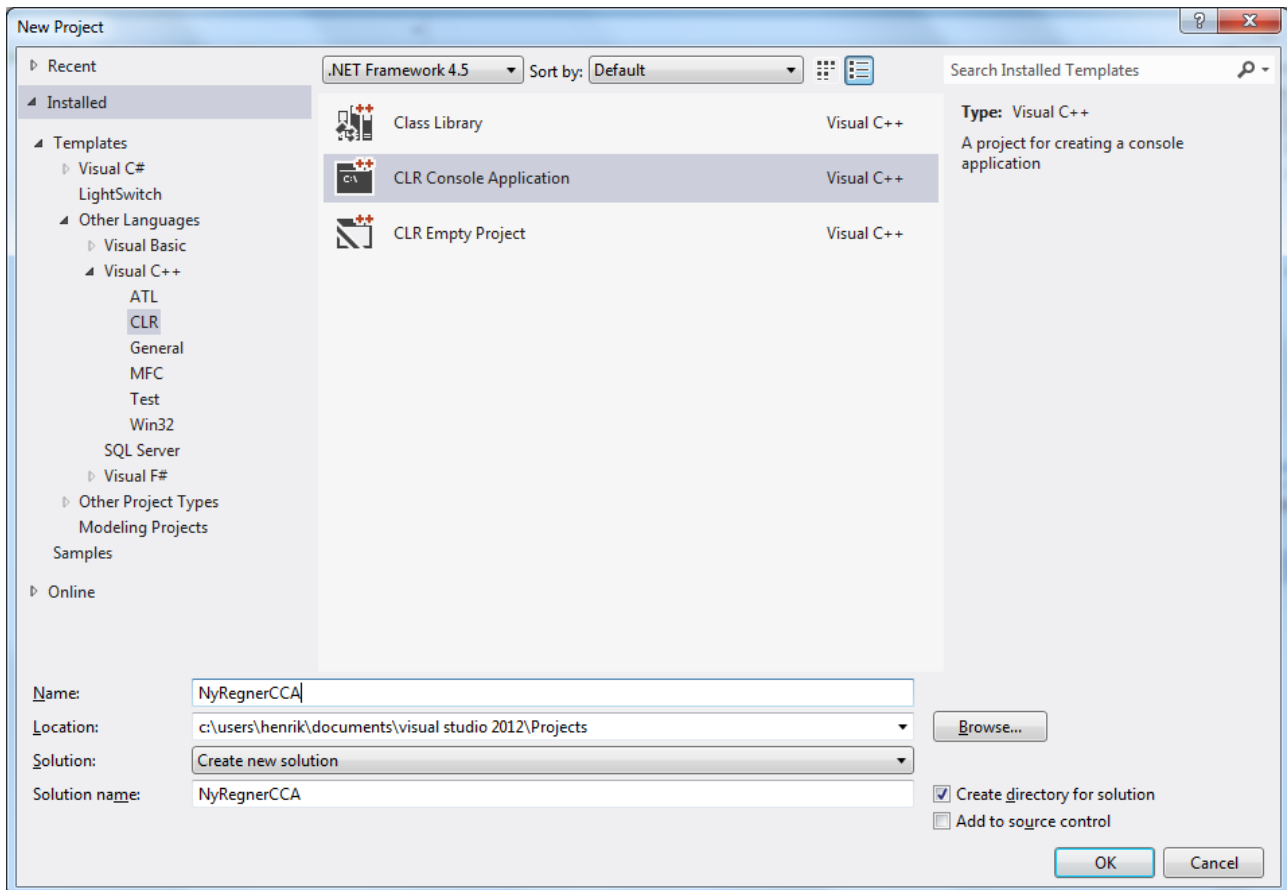 New Project
Recent
Installed
Templates
Visual C#
LightSwitch
Other Languages
Visual Basic
Visual C++
ATL
CLR
General
MFC
Test
Win32
SQL Server
Visual F#
Other Project Types
Modeling Projects
Samples
Online
.NET Framework 4.5 Sort by: Default
Class Library Visual C++
C:\ CLR Console Application Visual C++
CLR Empty Project Visual C++
Search Installed Templates
Type: Visual C++
A project for creating a console
application
Name: NyRegnerCCA
Location: c:\users\henrik\documents\visual studio 2012\Projects Browse...
Solution: Create new solution
Solution name: NyRegnerCCA
Create directory for solution
Add to source control
OK Cancel